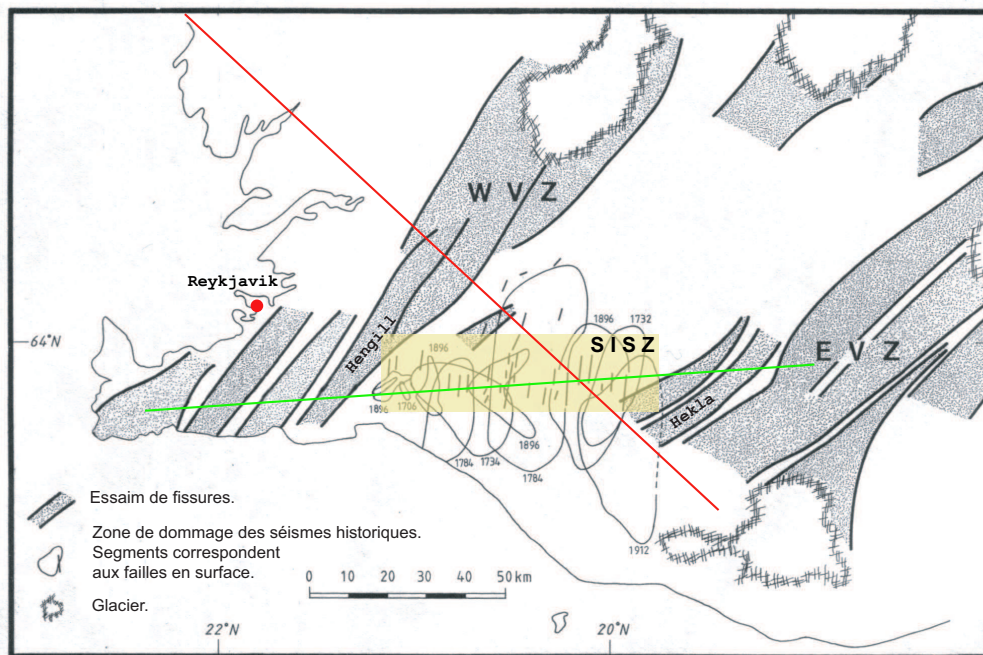 W V Z
Reykjavik
64°N
Hengill
1896
1732
S I S Z
E V Z
1896
1896
1706
Hekla
1896
1784
1734
1784
1912
Essaim de fissures.
Zone de dommage des séismes historiques.
Segments correspondent
aux failles en surface.
Glacier.
0 10 20 30 40 50 km
22°N
20°N